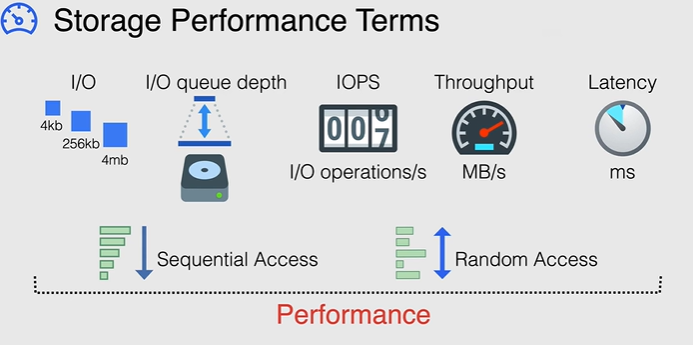 Storage Performance Terms
I/O
I/O queue depth
IOPS
Throughput
Latency
4kb
256kb
4mb
007
I/O operations/s
MB/s
ms
Sequential Access
Random Access
Performance